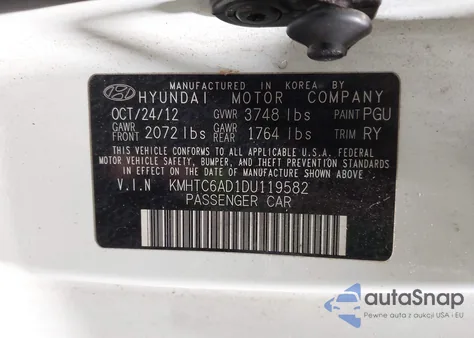 MANUFACTURED IN KOREA BY
HYUNDAI MOTOR COMPANY
OCT/24/12 GVWR 3748 lbs PAINT PGU
GAWR FRONT 2072 lbs GAWR REAR 1764 lbs TRIM RY
THIS VEHICLE CONFORMS TO ALL APPLICABLE U.S. FEDERAL
MOTOR VEHICLE SAFETY, BUMPER, AND THEFT PREVENTION
STANDARDS IN EFFECT ON THE DATE OF MANUFACTURE SHOWN ABOVE.
V.I.N KMHTC6AD1DU119582
PASSENGER CAR
autoSnap
Pewne auto z aukcji USA i EU